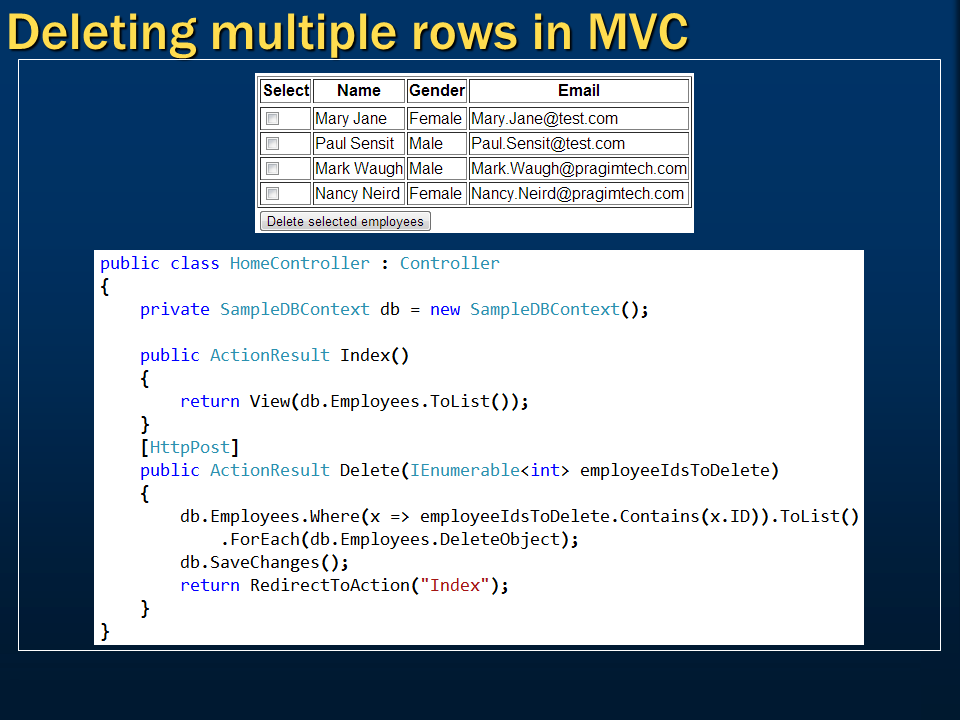 Deleting multiple rows in MVC
Select Name Gender Email
Mary Jane Female Mary.Jane@test.com
Paul Sensit Male Paul.Sensit@test.com
Mark Waugh Male Mark.Waugh@pragimtech.com
Nancy Neird Female Nancy.Neird@pragimtech.com
Delete selected employees
public class HomeController : Controller
{
    private SampleDBContext db = new SampleDBContext();
    public ActionResult Index()
    {
        return View(db.Employees.ToList());
    }
    [HttpPost]
    public ActionResult Delete(IEnumerable<int> employeeIdsToDelete)
    {
        db.Employees.Where(x => employeeIdsToDelete.Contains(x.ID)).ToList()
            .ForEach(db.Employees.DeleteObject);
        db.SaveChanges();
        return RedirectToAction("Index");
    }
}